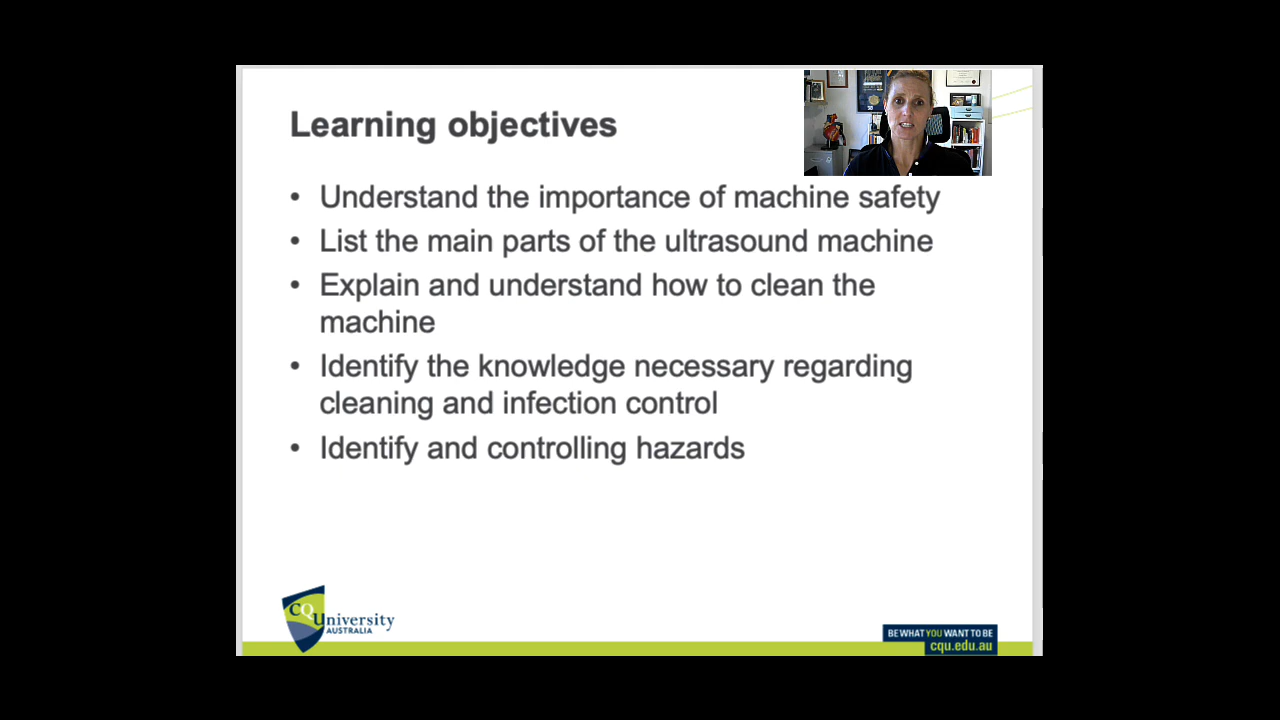 Learning objectives
• Understand the importance of machine safety
• List the main parts of the ultrasound machine
• Explain and understand how to clean the
machine
• Identify the knowledge necessary regarding
cleaning and infection control
• Identify and controlling hazards
CQUniversity
AUSTRALIA
BE WHAT YOU WANT TO BE
cqu.edu.au